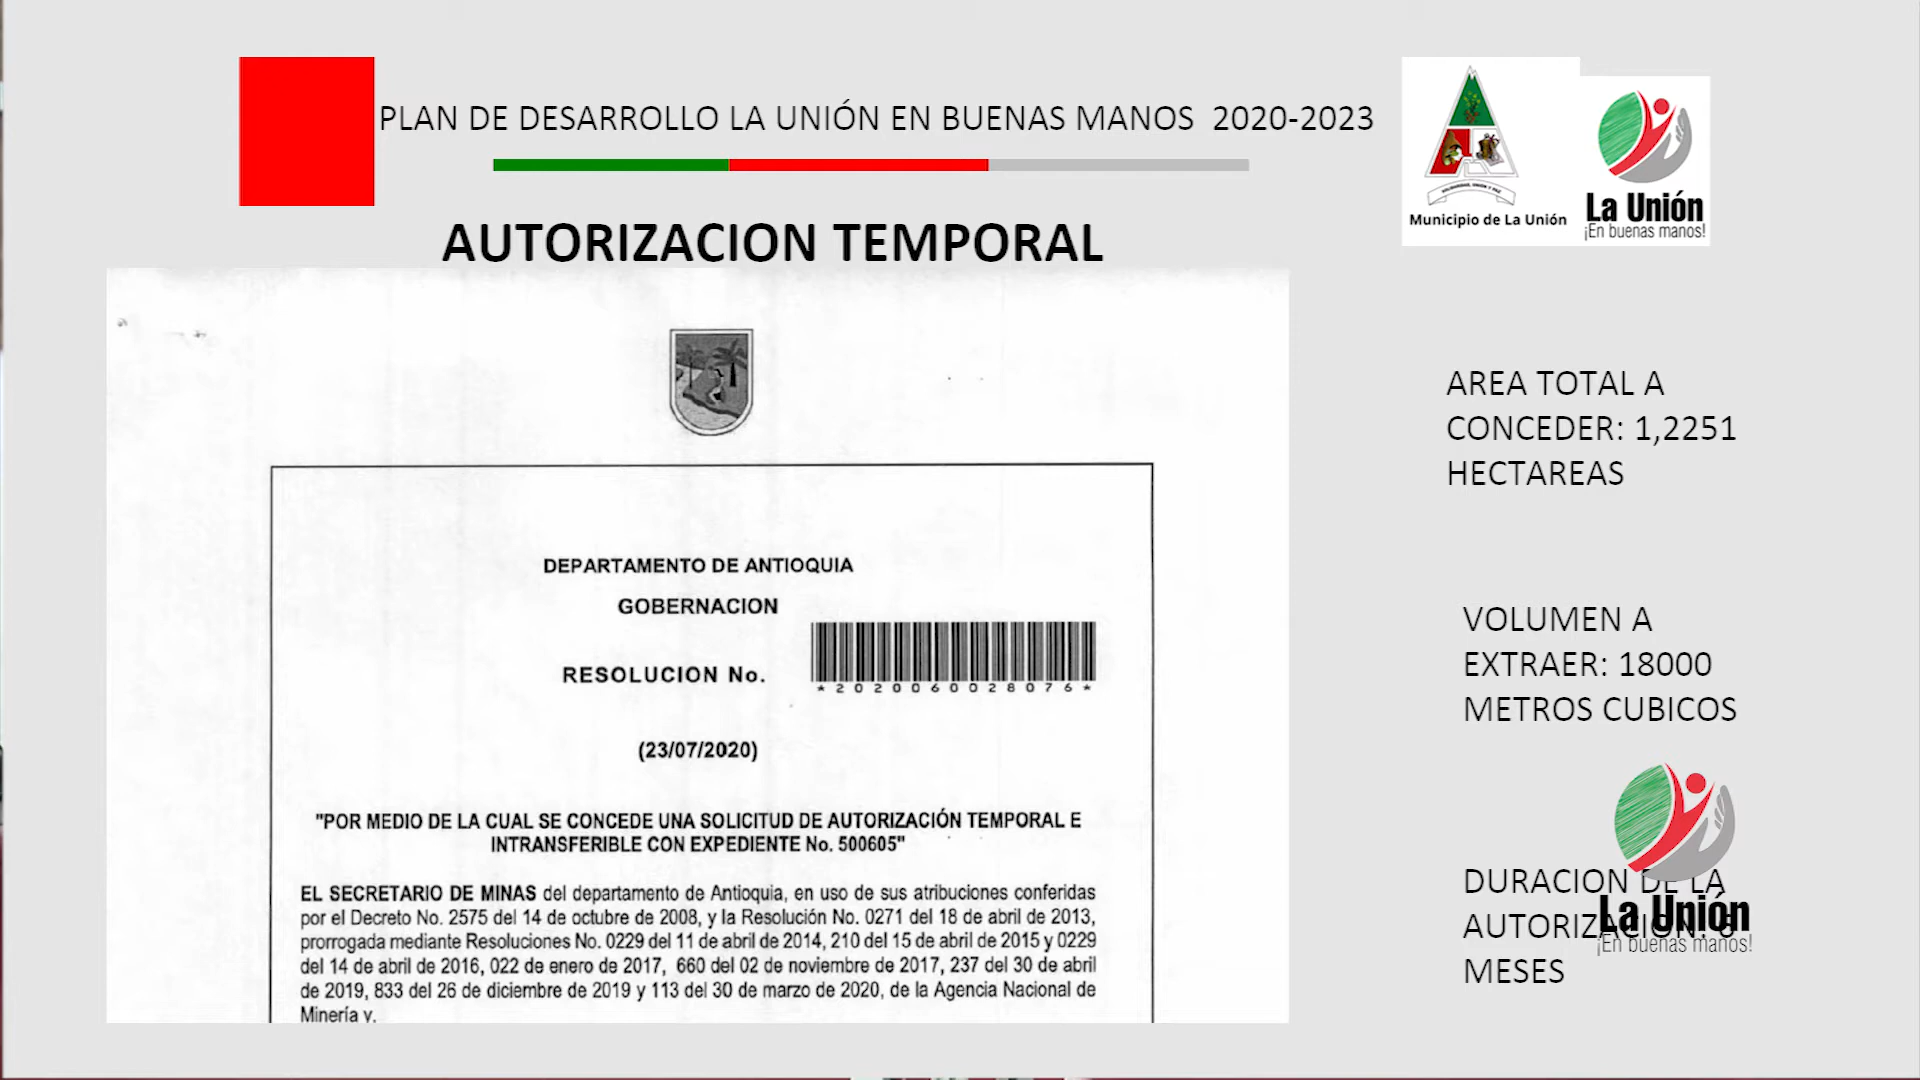 PLAN DE DESARROLLO LA UNIÓN EN BUENAS MANOS 2020-2023
Municipio de La Unión
La Unión
¡En buenas manos!
AUTORIZACION TEMPORAL
DEPARTAMENTO DE ANTIOQUIA
GOBERNACION
RESOLUCION No.
*2020060028076*
(23/07/2020)
"POR MEDIO DE LA CUAL SE CONCEDE UNA SOLICITUD DE AUTORIZACIÓN TEMPORAL E
INTRANSFERIBLE CON EXPEDIENTE No. 500605"
EL SECRETARIO DE MINAS del departamento de Antioquia, en uso de sus atribuciones conferidas
por el Decreto No. 2575 del 14 de octubre de 2008, y la Resolución No. 0271 del 18 de abril de 2013,
prorrogada mediante Resoluciones No. 0229 del 11 de abril de 2014, 210 del 15 de abril de 2015 y 0229
del 14 de abril de 2016, 022 de enero de 2017, 660 del 02 de noviembre de 2017, 237 del 30 de abril
de 2019, 833 del 26 de diciembre de 2019 y 113 del 30 de marzo de 2020, de la Agencia Nacional de
Minería y,
AREA TOTAL A
CONCEDER: 1,2251
HECTAREAS
VOLUMEN A
EXTRAER: 18000
METROS CUBICOS
DURACION DE LA
AUTORIZACION:
MESES
La Unión
¡En buenas manos!